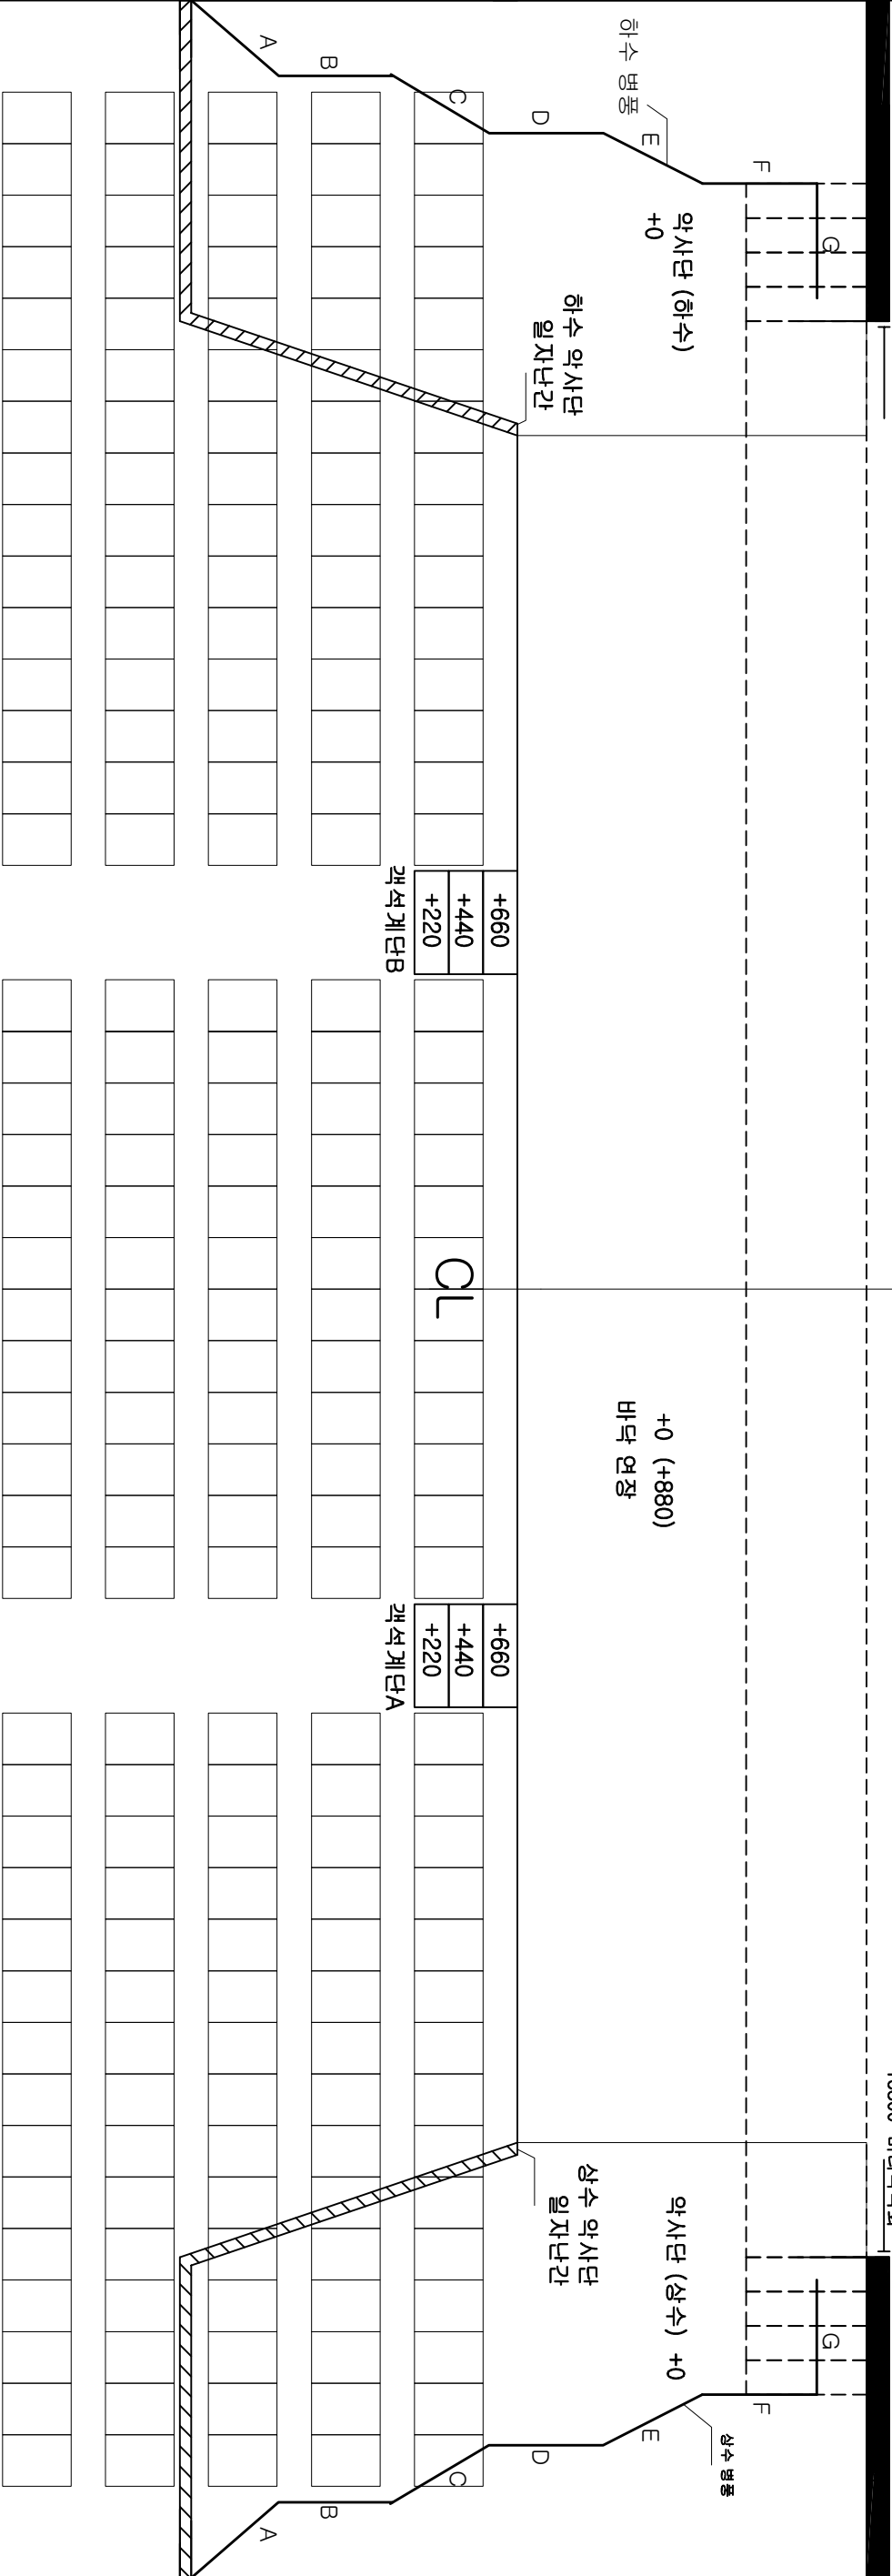 A
B
C
D
E
F
G
하수 병풍
악사단 (하수)
+0
하수 악사단
일자난간
+660
+440
+220
객석계단B
CL
+0 (+880)
바닥 연장
+660
+440
+220
객석계단A
상수 악사단
일자난간
악사단 (상수) +0
G
F
E
D
C
B
A
상수 병풍